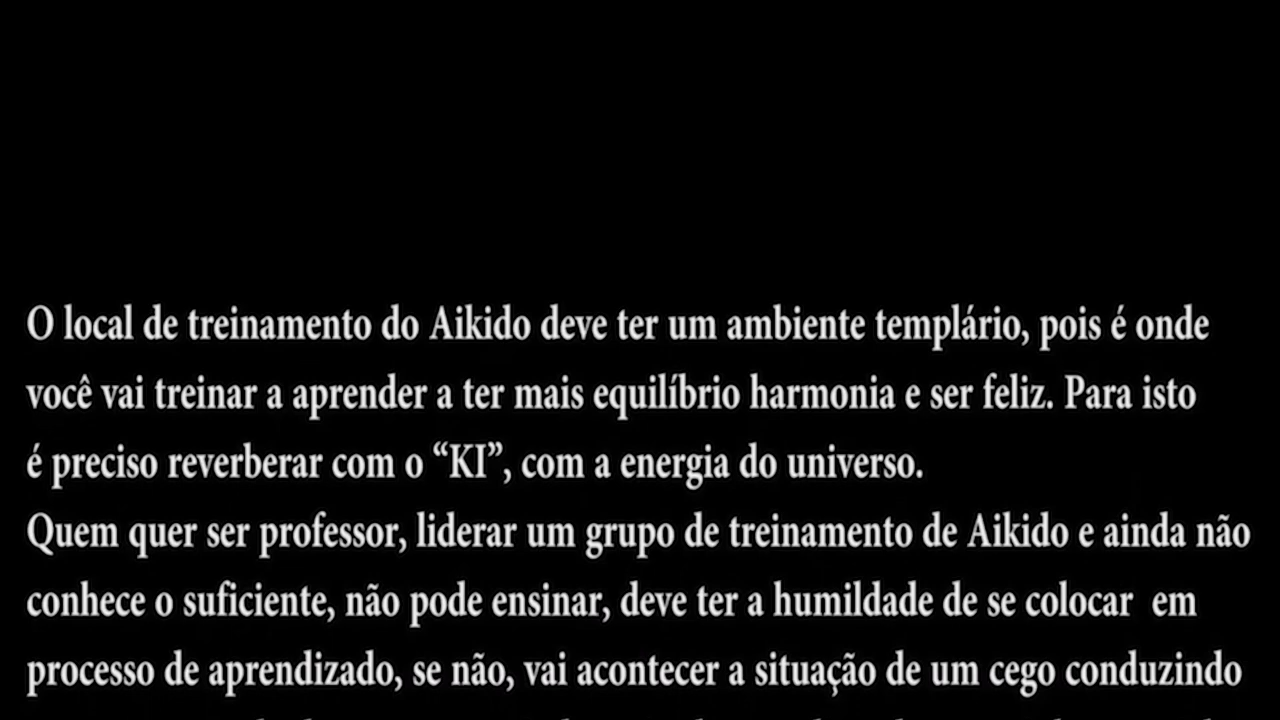 O local de treinamento do Aikido deve ter um ambiente templário, pois é onde
você vai treinar a aprender a ter mais equilíbrio harmonia e ser feliz. Para isto
é preciso reverberar com o “KI”, com a energia do universo.
Quem quer ser professor, liderar um grupo de treinamento de Aikido e ainda não
conhece o suficiente, não pode ensinar, deve ter a humildade de se colocar  em
processo de aprendizado, se não, vai acontecer a situação de um cego conduzindo